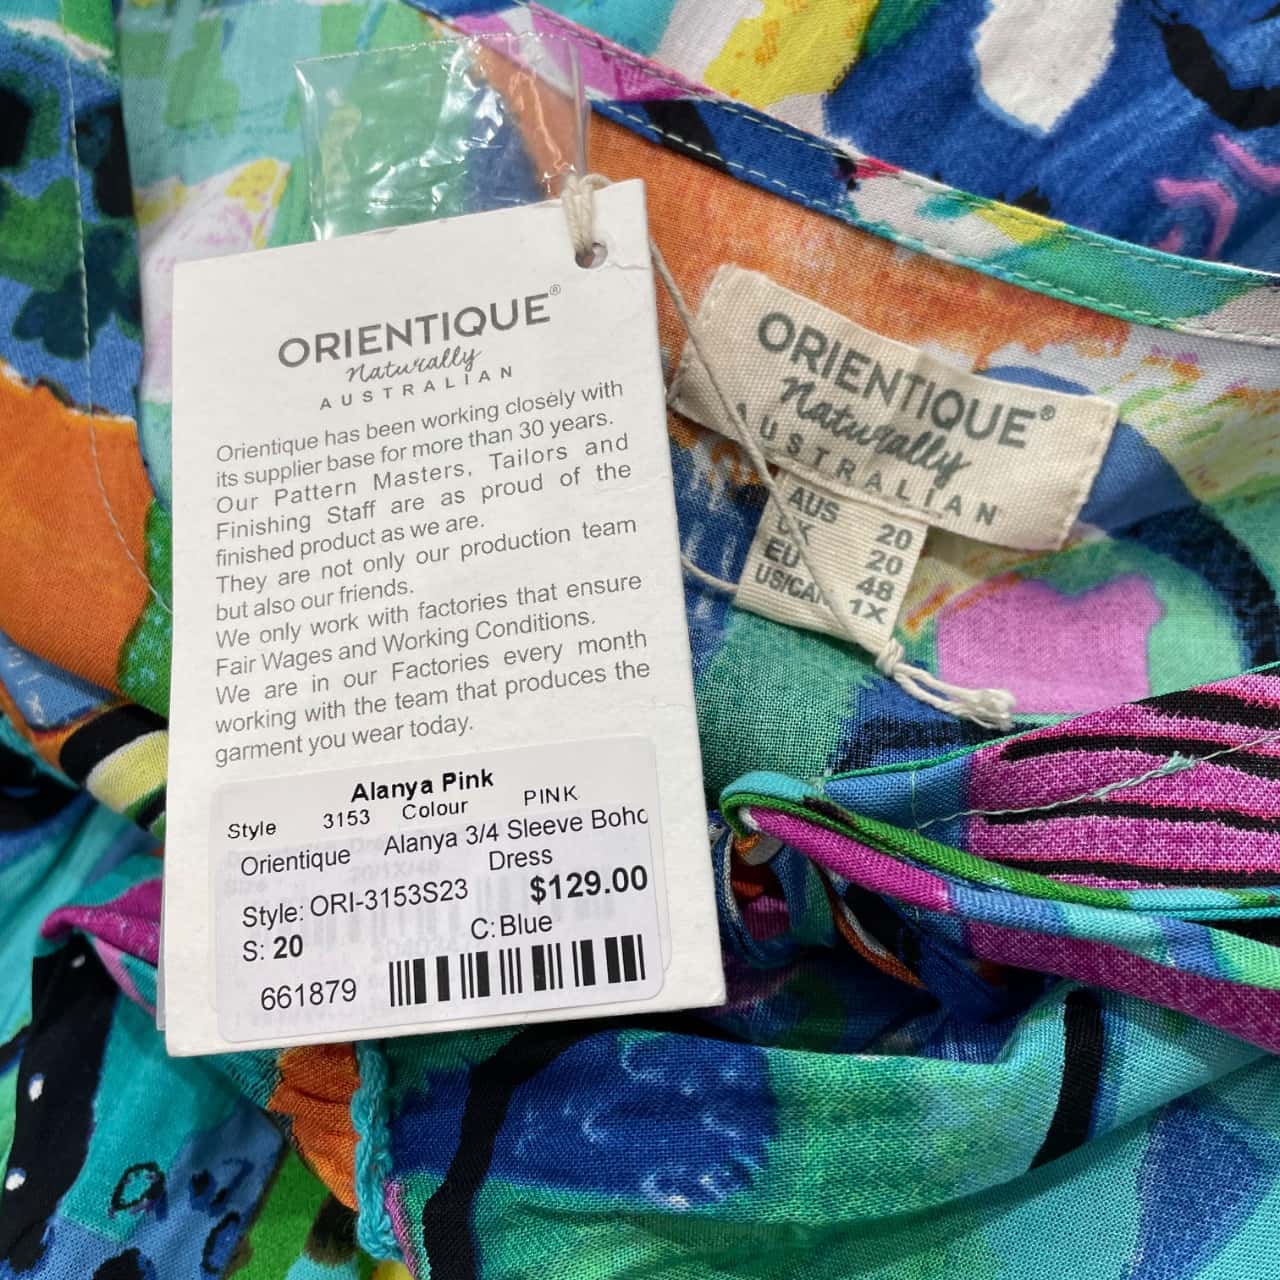 ORIENTIQUE®
naturally
AUSTRALIAN
Orientique has been working closely with
its supplier base for more than 30 years.
Our Pattern Masters, Tailors and
Finishing Staff are as proud of the
finished product as we are.
They are not only our production team
but also our friends.
We only work with factories that ensure
Fair Wages and Working Conditions.
We are in our Factories every month
working with the team that produces the
garment you wear today.
Alanya Pink
Style 3153 Colour PINK
Orientique Alanya 3/4 Sleeve Boho
Dress
Style: ORI-3153S23 $129.00
S: 20 C: Blue
661879
ORIENTIQUE®
Naturally
AUSTRALIAN
AUS 20
UK 20
EU 48
US/CAN 1X